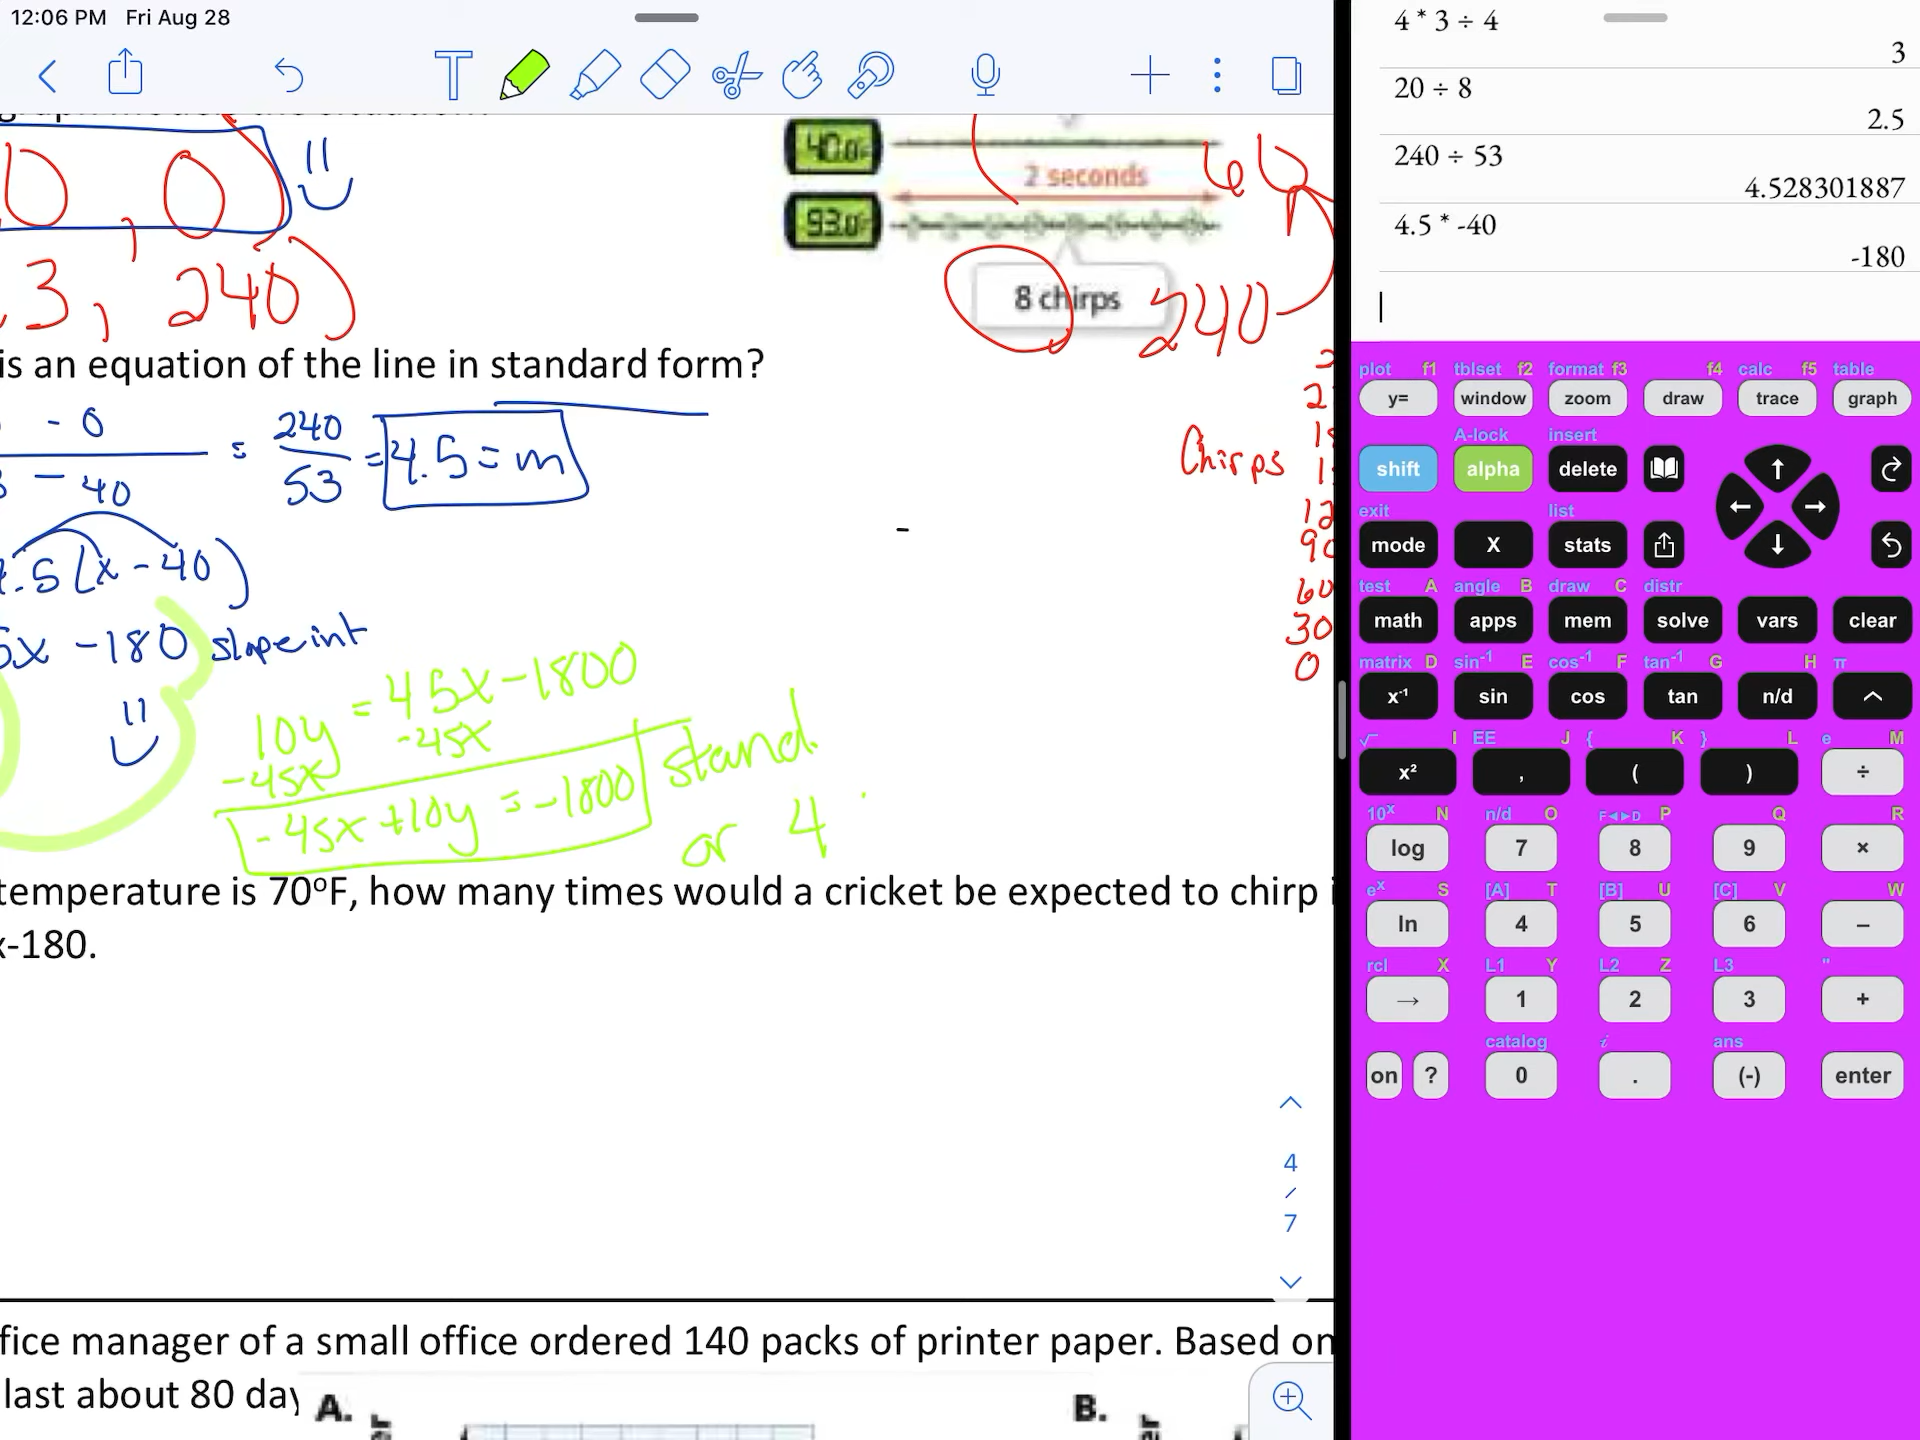 12:06 PM Fri Aug 28
40.0
2 seconds
93.0
8 chirps
240
0, 0)
3, 240)
is an equation of the line in standard form?
- 0
- 40
= 240/53 = 4.5 = m
4.5(x - 40)
5x - 180 slope int
10y = 45x - 1800
-45x -45x
-45x + 10y = -1800 stand.
or 4
Chirps
12
90
60
30
0
temperature is 70°F, how many times would a cricket be expected to chirp
x-180.
4
/
7
fice manager of a small office ordered 140 packs of printer paper. Based on
last about 80 day
A.
B.
4 * 3 ÷ 4
3
20 ÷ 8
2.5
240 ÷ 53
4.528301887
4.5 * -40
-180
plot f1 tblset f2 format f3 f4 calc f5 table
y= window zoom draw trace graph
A-lock insert
shift alpha delete
exit list
mode X stats
test A angle B draw C distr
math apps mem solve vars clear
matrix D sin⁻¹ E cos⁻¹ F tan⁻¹ G H π
x⁻¹ sin cos tan n/d ^
√ I EE J { K } L e M
x² , ( ) ÷
10ˣ N n/d O F◄►D P Q R
log 7 8 9 ×
eˣ S [A] T [B] U [C] V W
ln 4 5 6 −
rcl X L1 Y L2 Z L3 "
→ 1 2 3 +
catalog i ans
on ? 0 . (-) enter